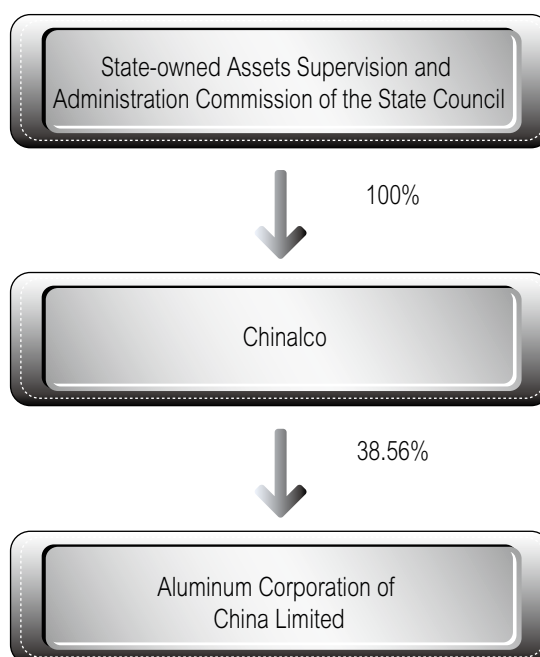 State-owned Assets Supervision and
Administration Commission of the State Council
100%
Chinalco
38.56%
Aluminum Corporation of
China Limited